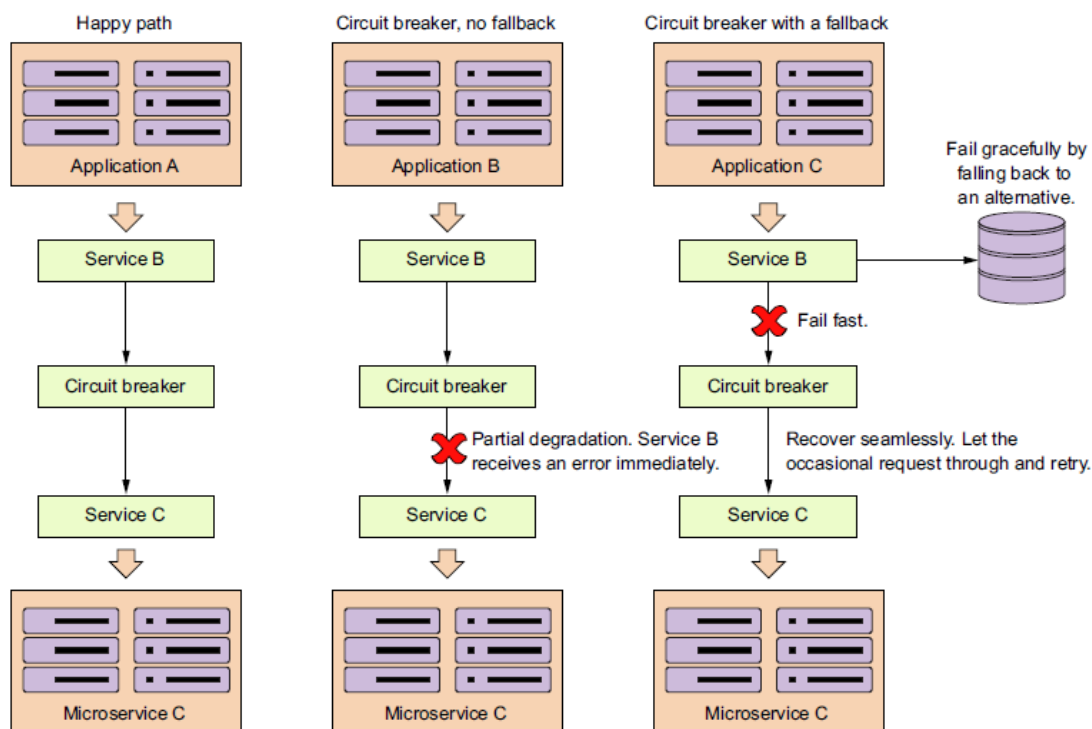 Happy path
Circuit breaker, no fallback
Circuit breaker with a fallback
Application A
Application B
Application C
Fail gracefully by
falling back to
an alternative.
Service B
Service B
Service B
Fail fast.
Circuit breaker
Circuit breaker
Circuit breaker
Partial degradation. Service B
receives an error immediately.
Recover seamlessly. Let the
occasional request through and retry.
Service C
Service C
Service C
Microservice C
Microservice C
Microservice C